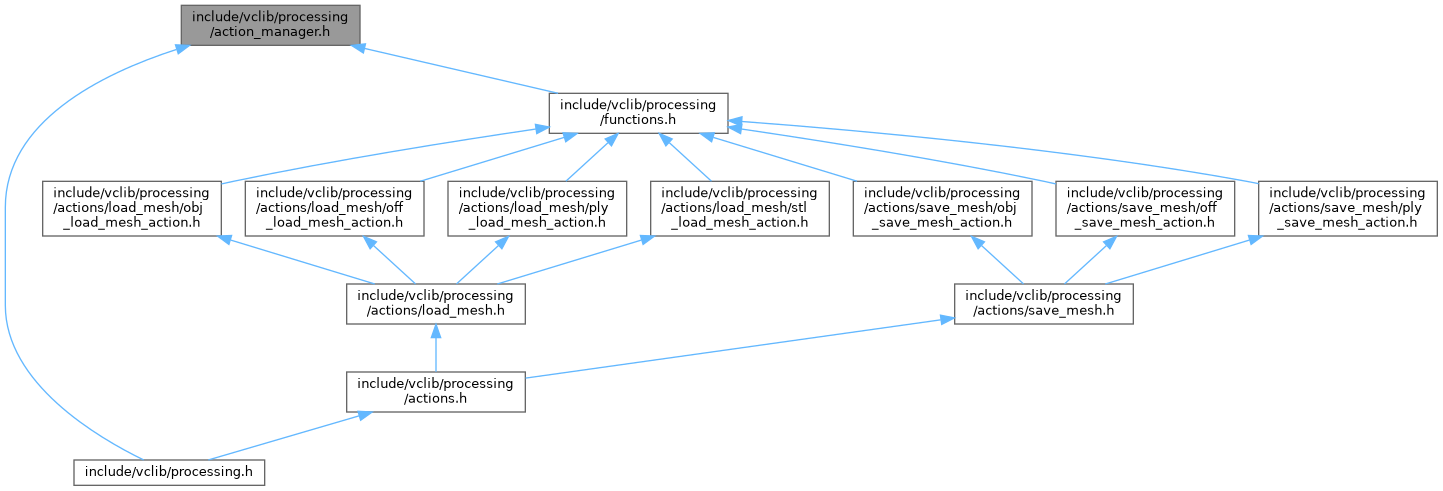 include/vclib/processing
/action_manager.h
include/vclib/processing
/functions.h
include/vclib/processing
/actions/load_mesh/obj
_load_mesh_action.h
include/vclib/processing
/actions/load_mesh/off
_load_mesh_action.h
include/vclib/processing
/actions/load_mesh/ply
_load_mesh_action.h
include/vclib/processing
/actions/load_mesh/stl
_load_mesh_action.h
include/vclib/processing
/actions/save_mesh/obj
_save_mesh_action.h
include/vclib/processing
/actions/save_mesh/off
_save_mesh_action.h
include/vclib/processing
/actions/save_mesh/ply
_save_mesh_action.h
include/vclib/processing
/actions/load_mesh.h
include/vclib/processing
/actions/save_mesh.h
include/vclib/processing
/actions.h
include/vclib/processing.h